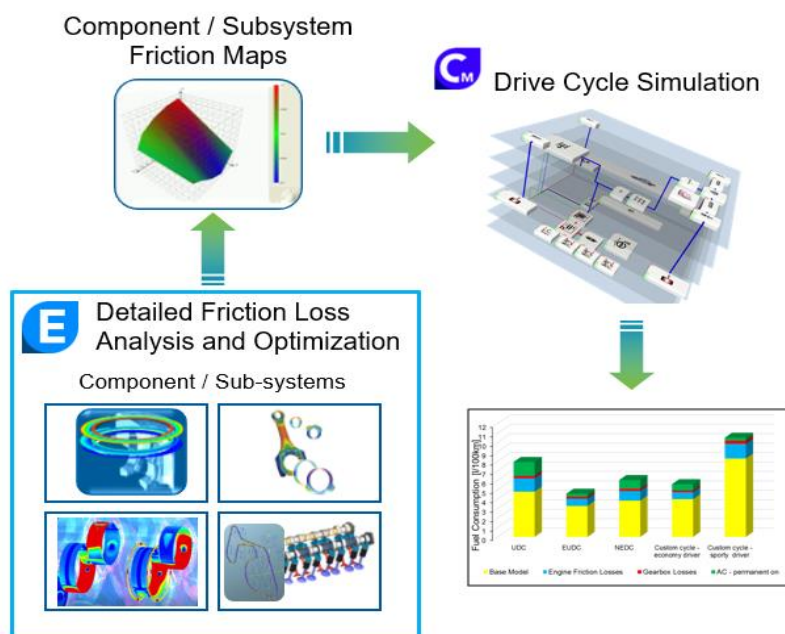 Component / Subsystem
Friction Maps
C M
Drive Cycle Simulation
E
Detailed Friction Loss
Analysis and Optimization
Component / Sub-systems
Fuel Consumption [l/100km]
12
11
10
9
8
7
6
5
4
3
2
1
0
UDC
EUDC
NEDC
Custom cycle -
economy driver
Custom cycle -
sporty driver
Base Model
Engine Friction Losses
Gearbox Losses
AC - permanent on